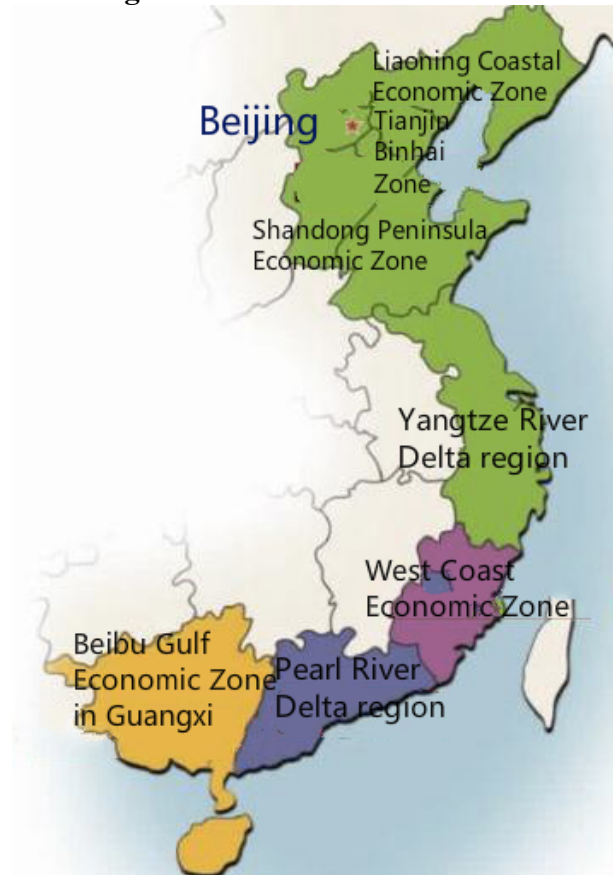 Liaoning Coastal
Economic Zone
Beijing
Tianjin
Binhai
Zone
Shandong Peninsula
Economic Zone
Yangtze River
Delta region
West Coast
Economic Zone
Beibu Gulf
Economic Zone
in Guangxi
Pearl River
Delta region